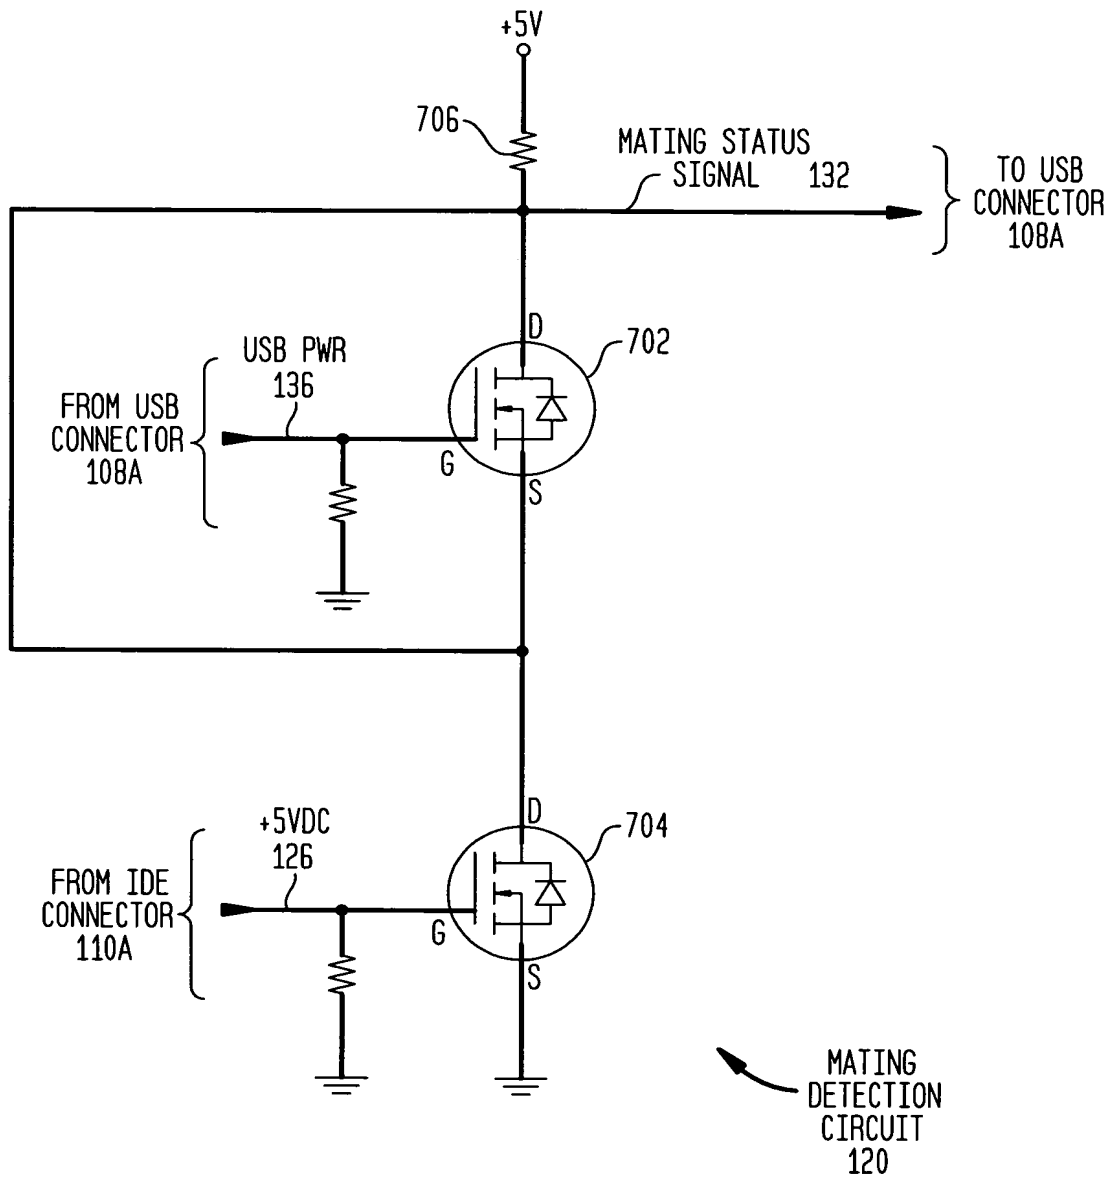 +5V
706
MATING STATUS
SIGNAL 132
TO USB
CONNECTOR
108A
D
702
USB PWR
136
FROM USB
CONNECTOR
108A
G
S
D
704
+5VDC
126
FROM IDE
CONNECTOR
110A
G
S
MATING
DETECTION
CIRCUIT
120